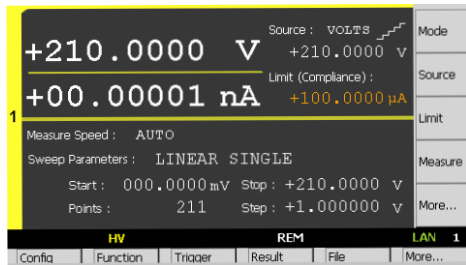 Source : VOLTS
+210.0000 V
+210.0000 V
Limit (Compliance) :
+00.00001 nA
+100.0000 µA
1
Measure Speed : AUTO
Sweep Parameters : LINEAR SINGLE
Start : 000.0000 mV Stop : +210.0000 V
Points : 211 Step : +1.000000 V
Mode
Source
Limit
Measure
More...
HV REM LAN 1
Config Function Trigger Result File More...